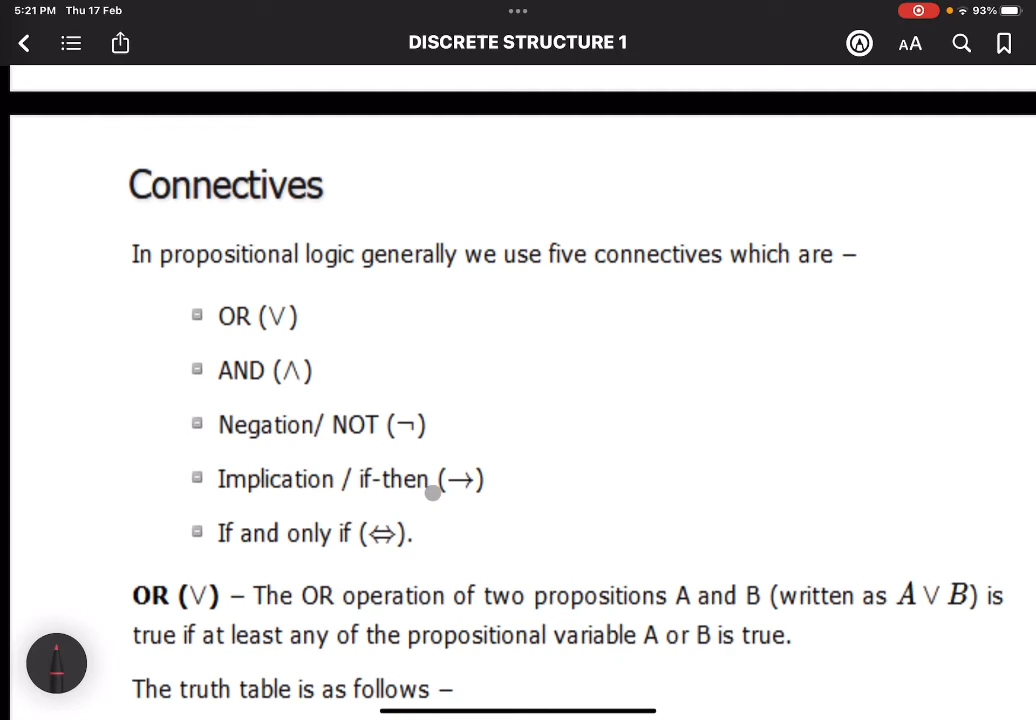 5:21 PM Thu 17 Feb
93%
DISCRETE STRUCTURE 1
AA
Connectives
In propositional logic generally we use five connectives which are –
OR (∨)
AND (∧)
Negation/ NOT (¬)
Implication / if-then (→)
If and only if (⇔).
OR (∨) – The OR operation of two propositions A and B (written as A ∨ B) is
true if at least any of the propositional variable A or B is true.
The truth table is as follows –